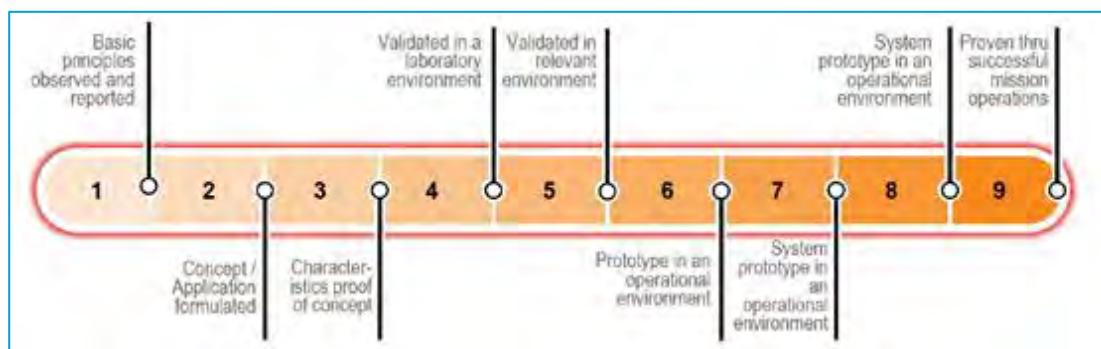 Basic
principles
observed and
reported
Validated in a
laboratory
environment
Validated in
relevant
environment
System
prototype in an
operational
environment
Proven thru
successful
mission
operations
1
2
3
4
5
6
7
8
9
Concept /
Application
formulated
Character-
istics proof
of concept
Prototype in an
operational
environment
System
prototype in
an
operational
environment